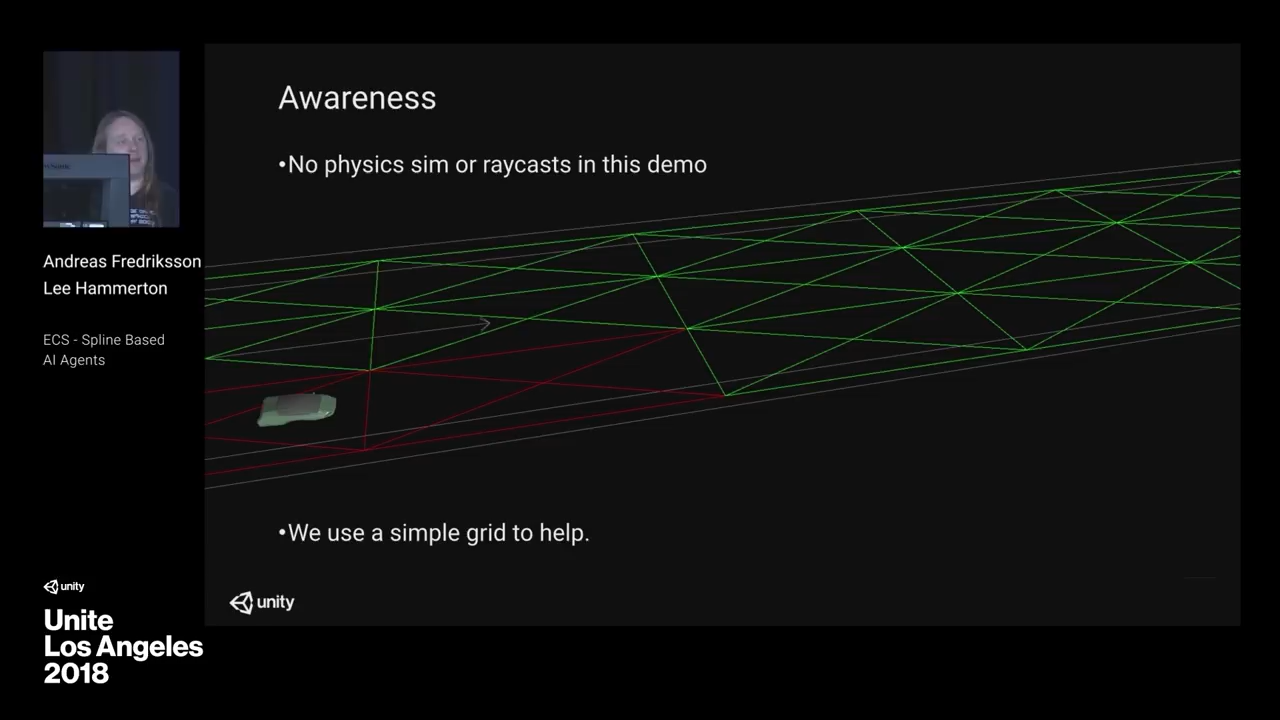 Awareness
•No physics sim or raycasts in this demo
Andreas Fredriksson
Lee Hammerton
ECS - Spline Based
AI Agents
•We use a simple grid to help.
unity
unity
Unite
Los Angeles
2018